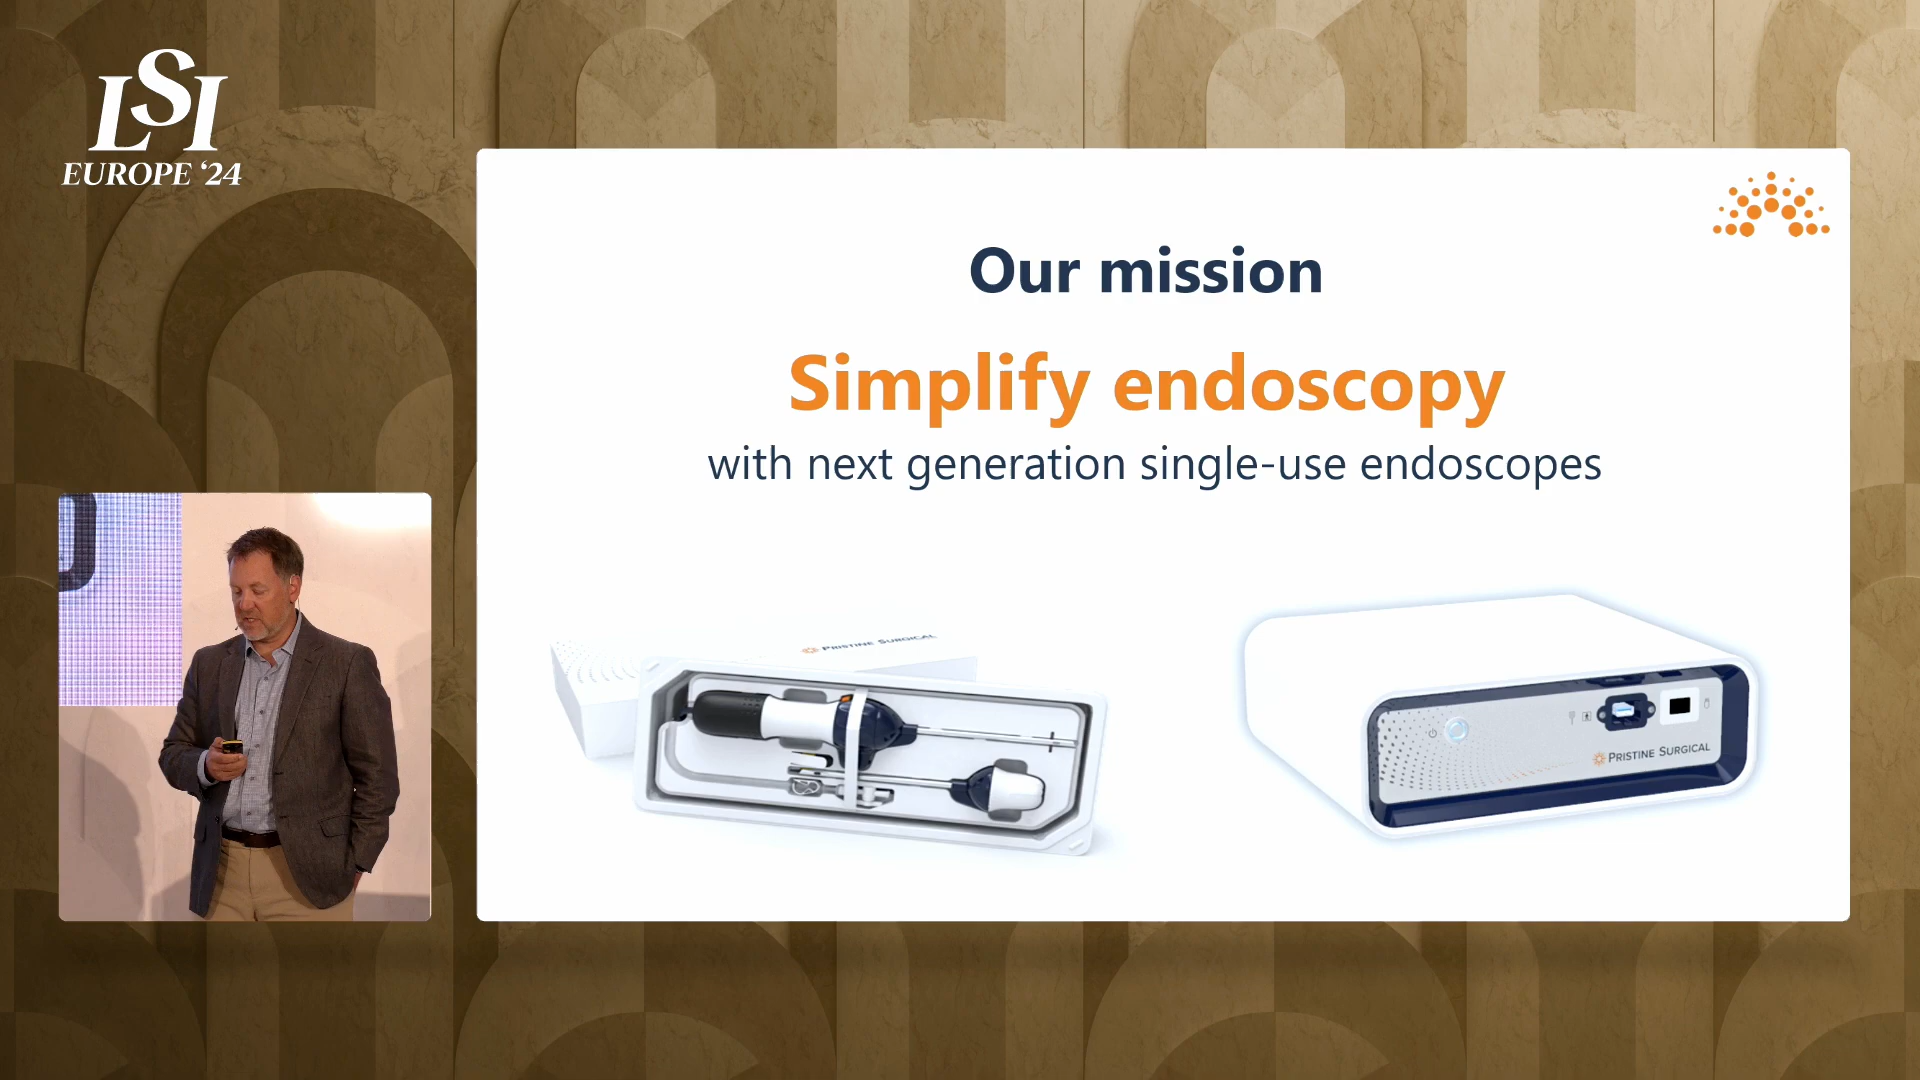 LSI
EUROPE ‘24
Our mission
Simplify endoscopy
with next generation single-use endoscopes
PRISTINE SURGICAL
PRISTINE SURGICAL